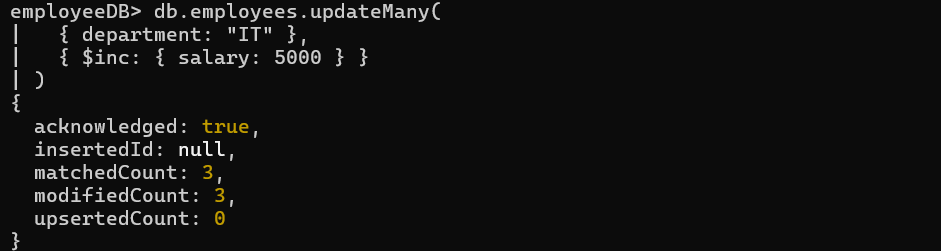 employeeDB> db.employees.updateMany(
|   { department: "IT" },
|   { $inc: { salary: 5000 } }
| )
{
  acknowledged: true,
  insertedId: null,
  matchedCount: 3,
  modifiedCount: 3,
  upsertedCount: 0
}